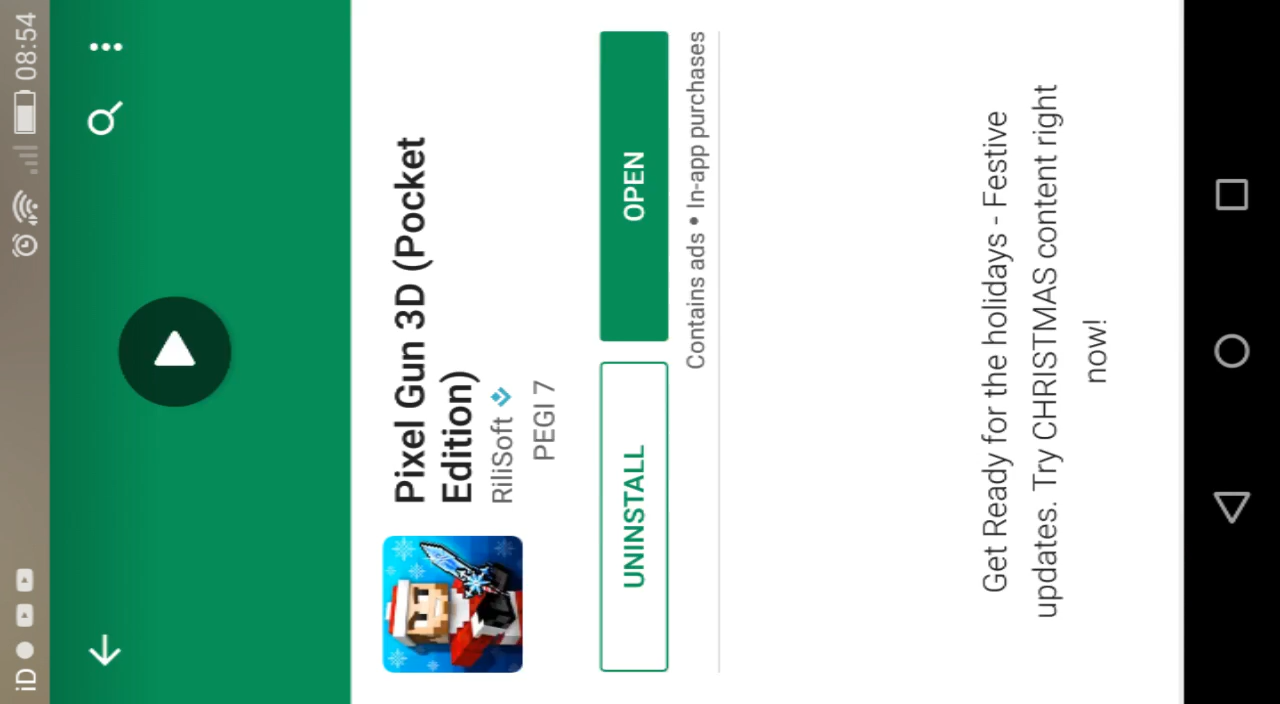 iD 08:54
Pixel Gun 3D (Pocket
Edition)
RiliSoft
PEGI 7
UNINSTALL OPEN
Contains ads • In-app purchases
Get Ready for the holidays - Festive
updates. Try CHRISTMAS content right
now!